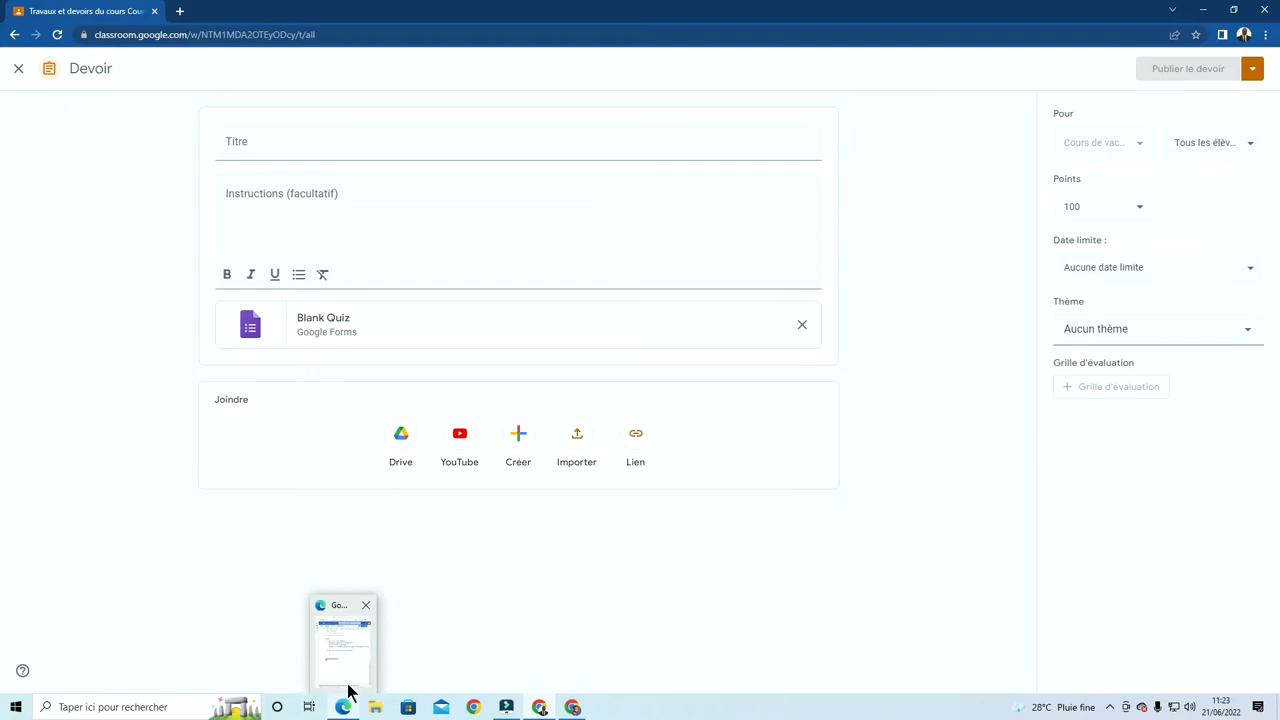 Travaux et devoirs du cours Cou
classroom.google.com/w/NTM1MDA2OTEyODcy/t/all
Devoir
Publier le devoir
Titre
Instructions (facultatif)
Blank Quiz
Google Forms
Joindre
Drive
YouTube
Créer
Importer
Lien
Pour
Cours de vac...
Tous les élèv...
Points
100
Date limite :
Aucune date limite
Thème
Aucun thème
Grille d'évaluation
Grille d'évaluation
Go...
Taper ici pour rechercher
28°C Pluie fine
11:23
21/06/2022